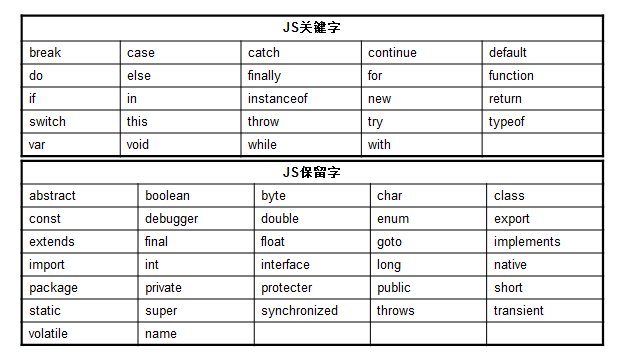 JS关键字
break case catch continue default
do else finally for function
if in instanceof new return
switch this throw try typeof
var void while with
JS保留字
abstract boolean byte char class
const debugger double enum export
extends final float goto implements
import int interface long native
package private protecter public short
static super synchronized throws transient
volatile name